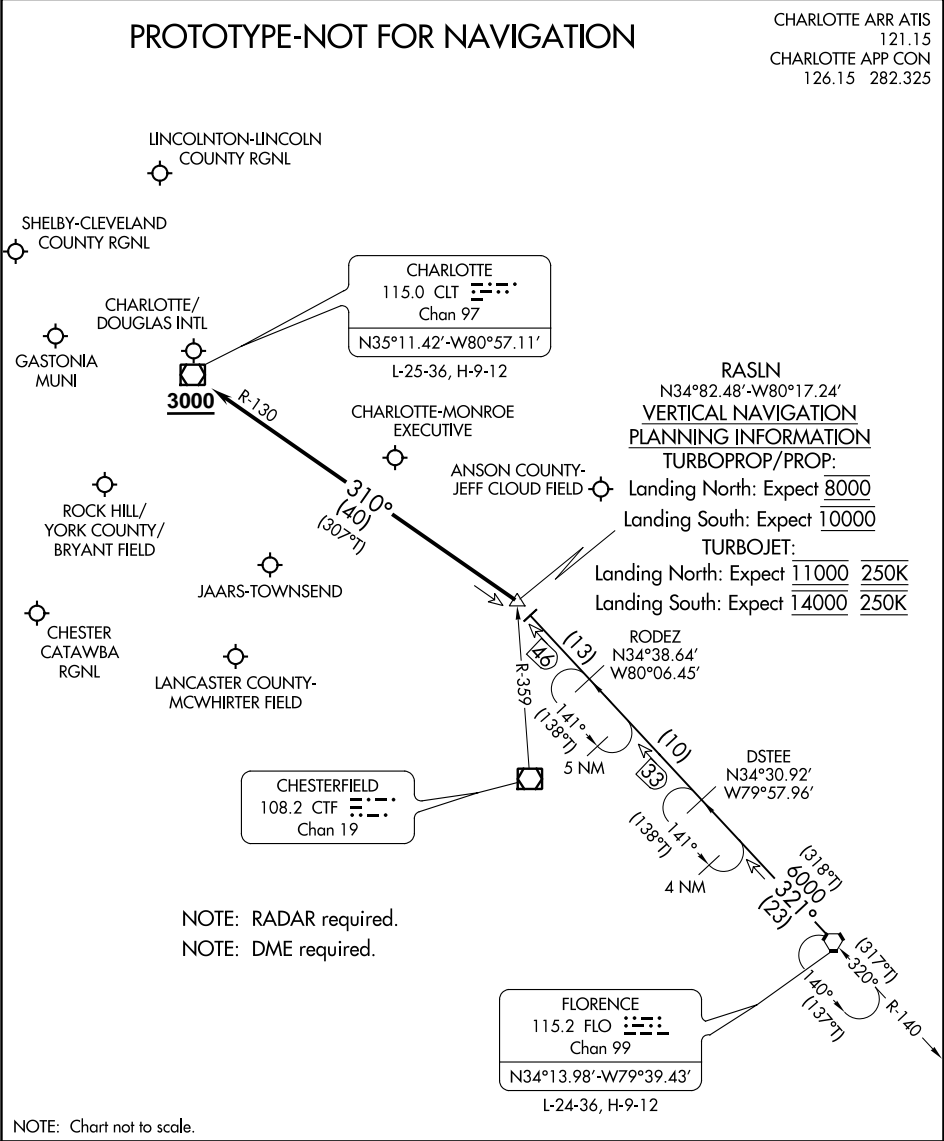 PROTOTYPE-NOT FOR NAVIGATION
CHARLOTTE ARR ATIS
121.15
CHARLOTTE APP CON
126.15 282.325
LINCOLNTON-LINCOLN
COUNTY RGNL
SHELBY-CLEVELAND
COUNTY RGNL
CHARLOTTE/
DOUGLAS INTL
GASTONIA
MUNI
3000
CHARLOTTE
115.0 CLT
Chan 97
N35°11.42'-W80°57.11'
L-25-36, H-9-12
R-130
CHARLOTTE-MONROE
EXECUTIVE
310°
(40)
(307°T)
ANSON COUNTY-
JEFF CLOUD FIELD
RASLN
N34°82.48'-W80°17.24'
VERTICAL NAVIGATION
PLANNING INFORMATION
TURBOPROP/PROP:
Landing North: Expect 8000
Landing South: Expect 10000
TURBOJET:
Landing North: Expect 11000 250K
Landing South: Expect 14000 250K
ROCK HILL/
YORK COUNTY/
BRYANT FIELD
JAARS-TOWNSEND
CHESTER
CATAWBA
RGNL
LANCASTER COUNTY-
MCWHIRTER FIELD
R-359
46
(13)
RODEZ
N34°38.64'
W80°06.45'
141°
(138°T)
5 NM
(10)
33
DSTEE
N34°30.92'
W79°57.96'
141°
(138°T)
4 NM
CHESTERFIELD
108.2 CTF
Chan 19
(318°T)
6000
321°
(23)
(317°T)
320°
R-140
140°
(137°T)
NOTE: RADAR required.
NOTE: DME required.
FLORENCE
115.2 FLO
Chan 99
N34°13.98'-W79°39.43'
L-24-36, H-9-12
NOTE: Chart not to scale.